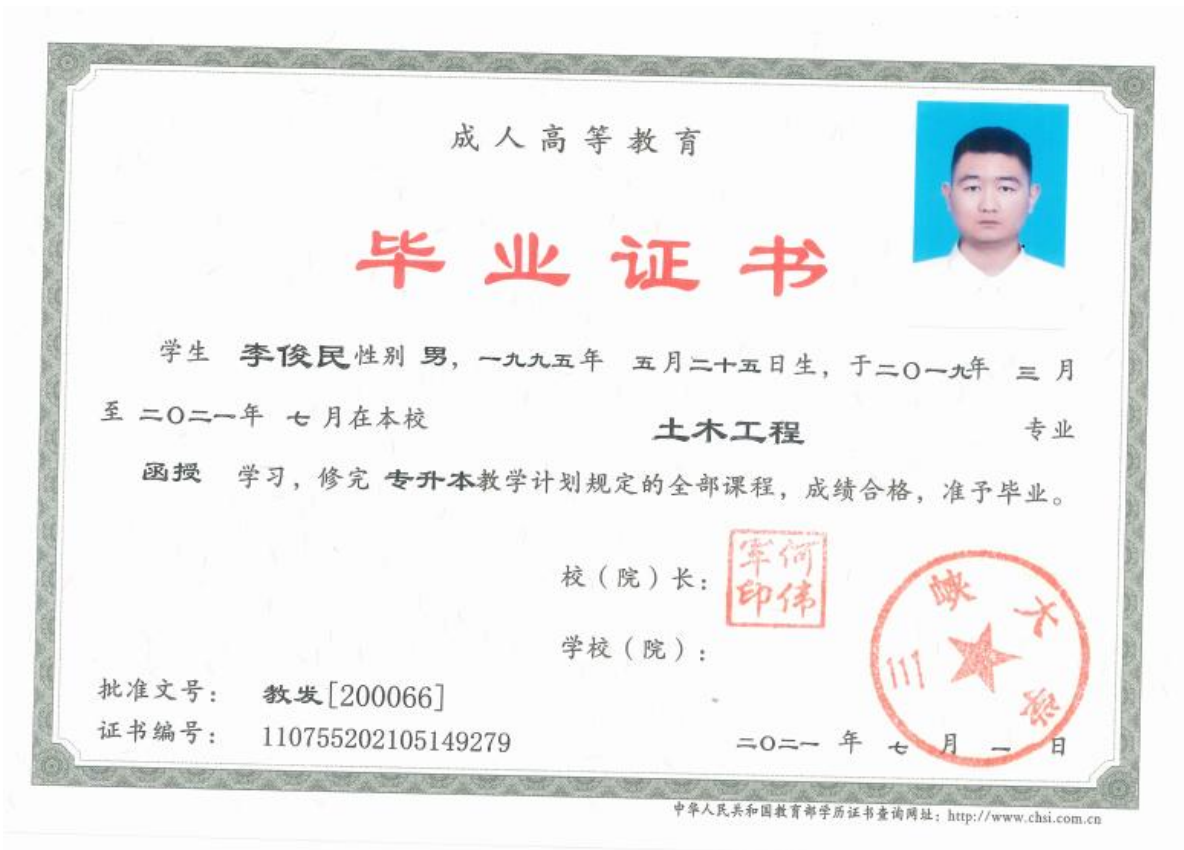 成人高等教育
毕业证书
学生 李俊民性别 男，一九九五年 五月二十五日生，于二〇一九年 三 月
至 二〇二一年 七 月在本校 土木工程 专业
函授 学习，修完 专升本教学计划规定的全部课程，成绩合格，准予毕业。
校（院）长：
何伟军印
学校（院）：
三峡大学
批准文号： 教发[200066]
证书编号： 110755202105149279
二〇二一 年 七 月 一 日
中华人民共和国教育部学历证书查询网址：http://www.chsi.com.cn